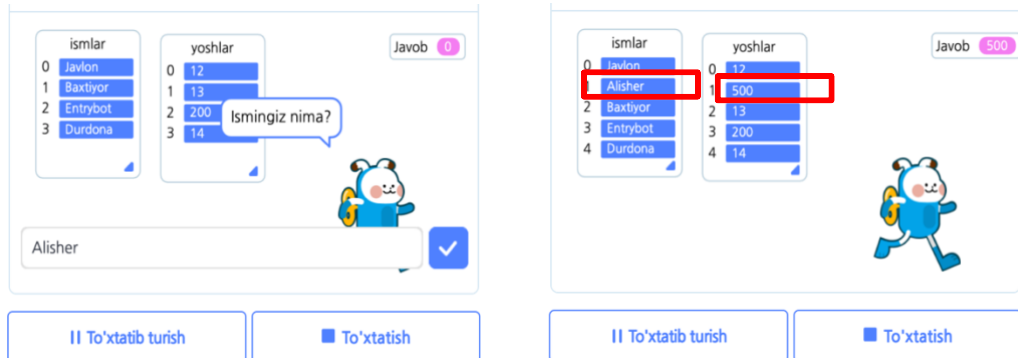 ismlar
0 Javlon
1 Baxtiyor
2 Entrybot
3 Durdona
yoshlar
0 12
1 13
2 200
3 14
Javob 0
Ismingiz nima?
Alisher
To'xtatib turish
To'xtatish
ismlar
0 Javlon
1 Alisher
2 Baxtiyor
3 Entrybot
4 Durdona
yoshlar
0 12
1 500
2 13
3 200
4 14
Javob 500
To'xtatib turish
To'xtatish